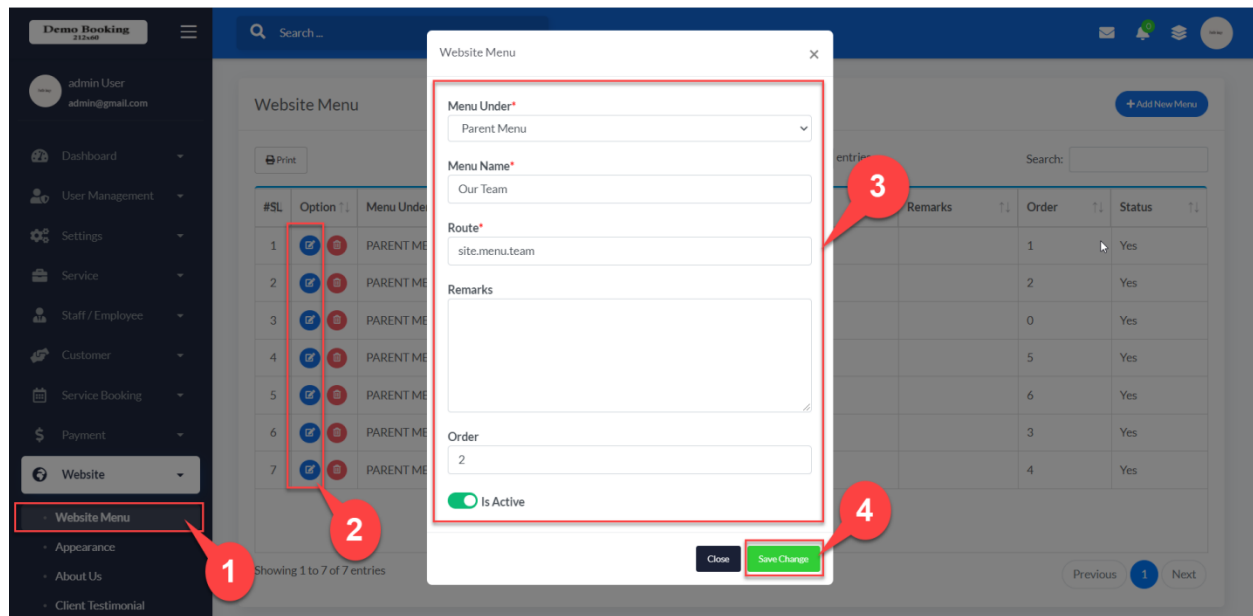 Demo Booking
212x60
Search ...
admin User
admin@gmail.com
Dashboard
User Management
Settings
Service
Staff / Employee
Customer
Service Booking
Payment
Website
Website Menu
Appearance
About Us
Client Testimonial
1
Website Menu
+ Add New Menu
Print
entries
Search:
#SL Option Menu Under Remarks Order Status
1 PARENT ME 1 Yes
2 PARENT ME 2 Yes
3 PARENT ME 0 Yes
4 PARENT ME 5 Yes
5 PARENT ME 6 Yes
6 PARENT ME 3 Yes
7 PARENT ME 4 Yes
2
Showing 1 to 7 of 7 entries
Previous 1 Next
Website Menu ×
Menu Under*
Parent Menu
Menu Name*
Our Team
Route*
site.menu.team
Remarks
Order
2
Is Active
3
Close Save Change
4